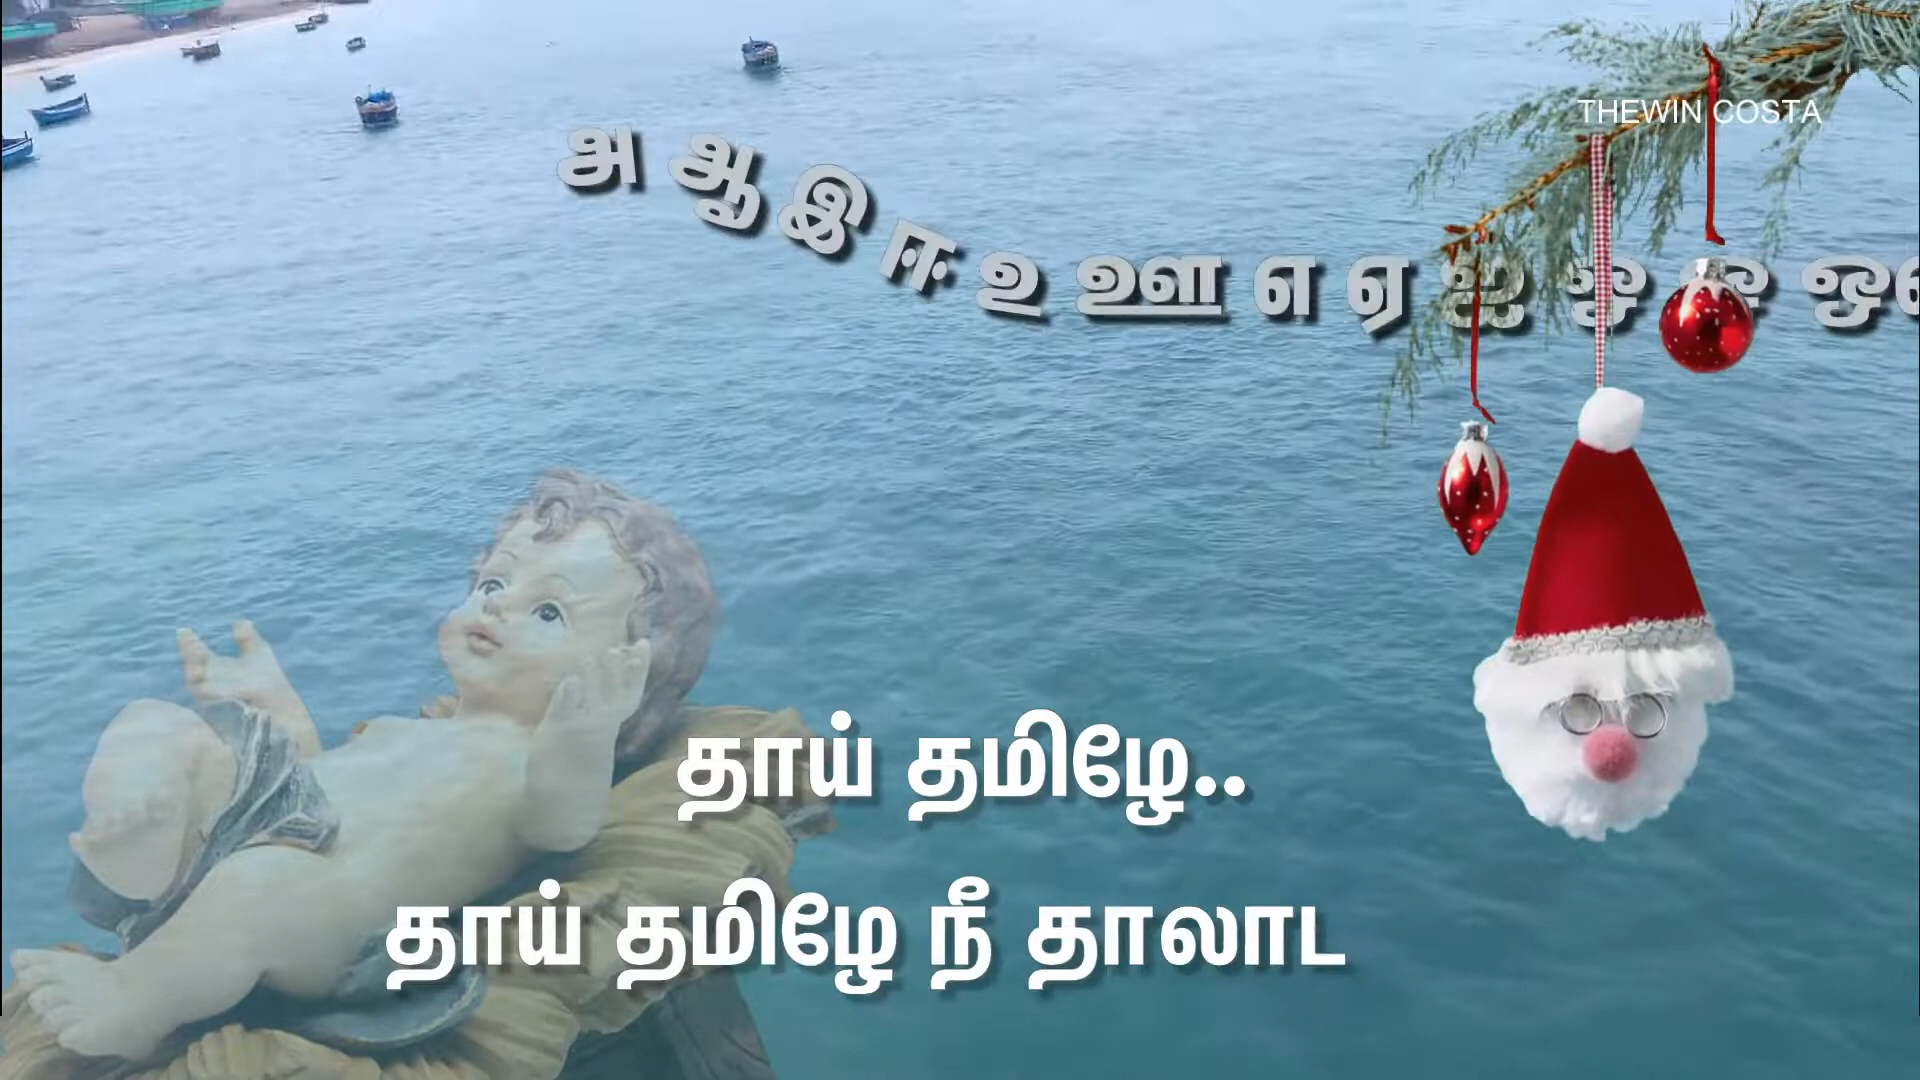 THEWIN COSTA
அ ஆ இ ஈ உ ஊ எ ஏ ஐ ஒ
தாய் தமிழே..
தாய் தமிழே நீ தாலாட